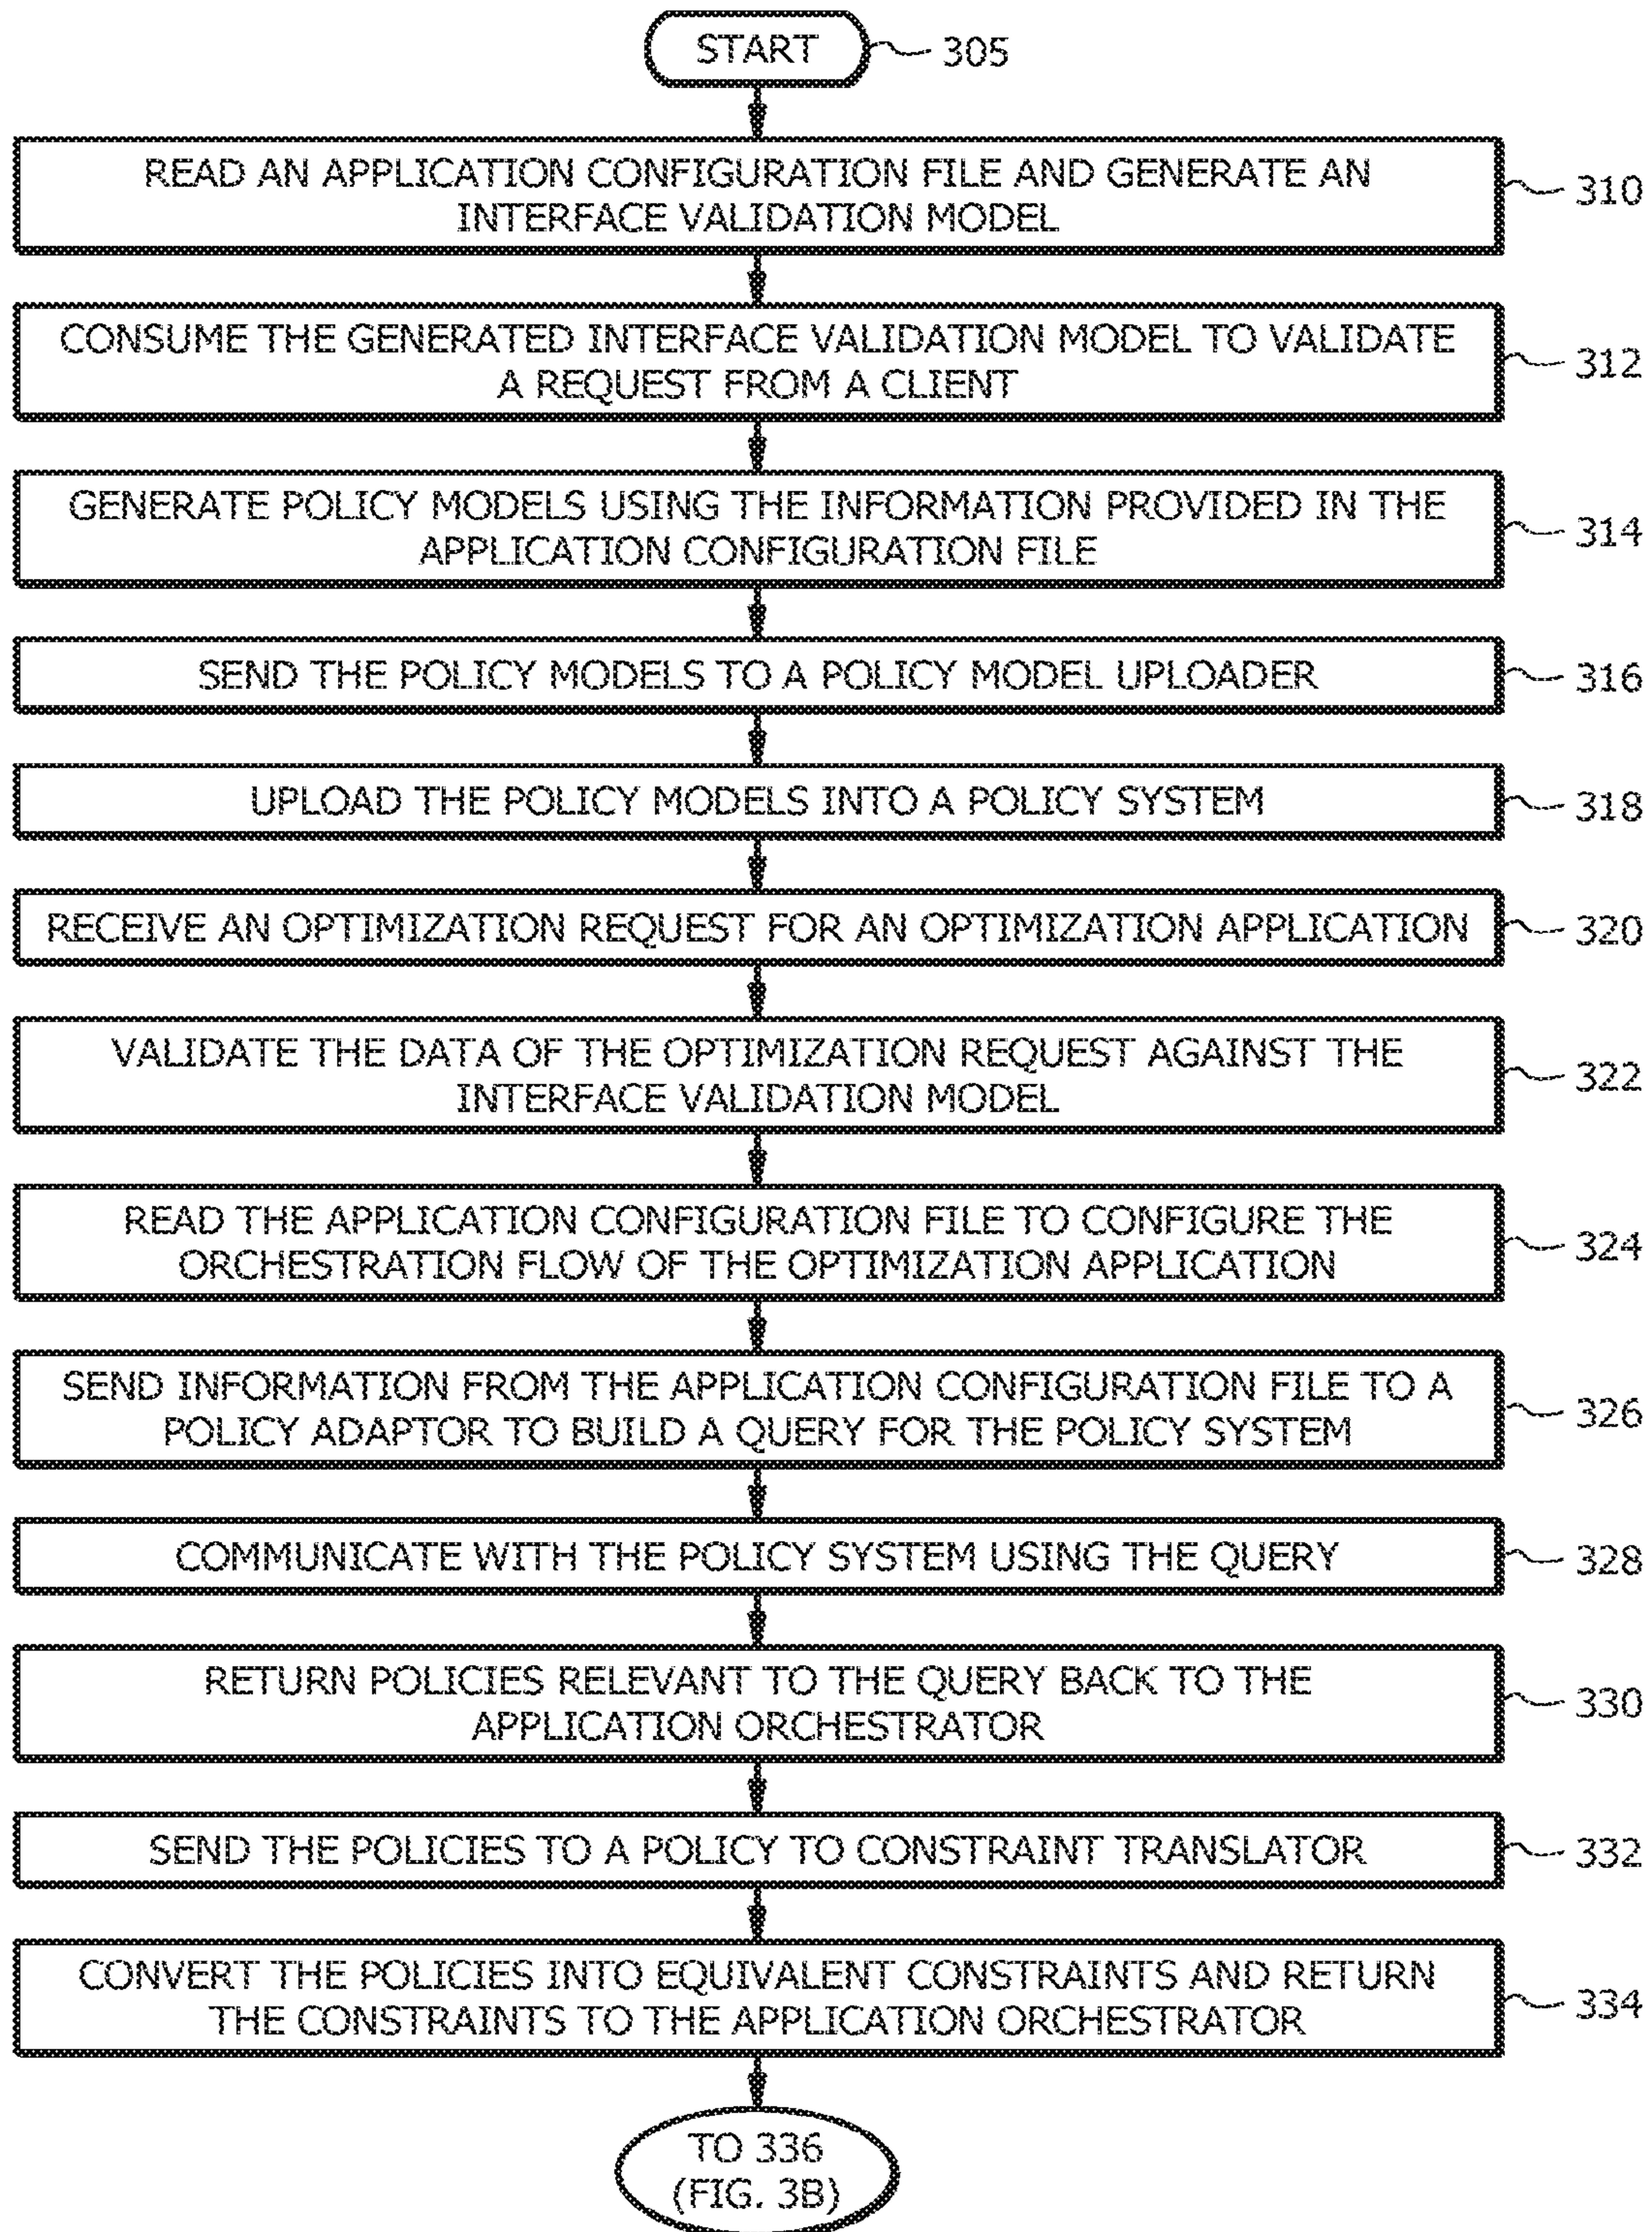 START
305
READ AN APPLICATION CONFIGURATION FILE AND GENERATE AN
INTERFACE VALIDATION MODEL
310
CONSUME THE GENERATED INTERFACE VALIDATION MODEL TO VALIDATE
A REQUEST FROM A CLIENT
312
GENERATE POLICY MODELS USING THE INFORMATION PROVIDED IN THE
APPLICATION CONFIGURATION FILE
314
SEND THE POLICY MODELS TO A POLICY MODEL UPLOADER
316
UPLOAD THE POLICY MODELS INTO A POLICY SYSTEM
318
RECEIVE AN OPTIMIZATION REQUEST FOR AN OPTIMIZATION APPLICATION
320
VALIDATE THE DATA OF THE OPTIMIZATION REQUEST AGAINST THE
INTERFACE VALIDATION MODEL
322
READ THE APPLICATION CONFIGURATION FILE TO CONFIGURE THE
ORCHESTRATION FLOW OF THE OPTIMIZATION APPLICATION
324
SEND INFORMATION FROM THE APPLICATION CONFIGURATION FILE TO A
POLICY ADAPTOR TO BUILD A QUERY FOR THE POLICY SYSTEM
326
COMMUNICATE WITH THE POLICY SYSTEM USING THE QUERY
328
RETURN POLICIES RELEVANT TO THE QUERY BACK TO THE
APPLICATION ORCHESTRATOR
330
SEND THE POLICIES TO A POLICY TO CONSTRAINT TRANSLATOR
332
CONVERT THE POLICIES INTO EQUIVALENT CONSTRAINTS AND RETURN
THE CONSTRAINTS TO THE APPLICATION ORCHESTRATOR
334
TO 336
(FIG. 3B)